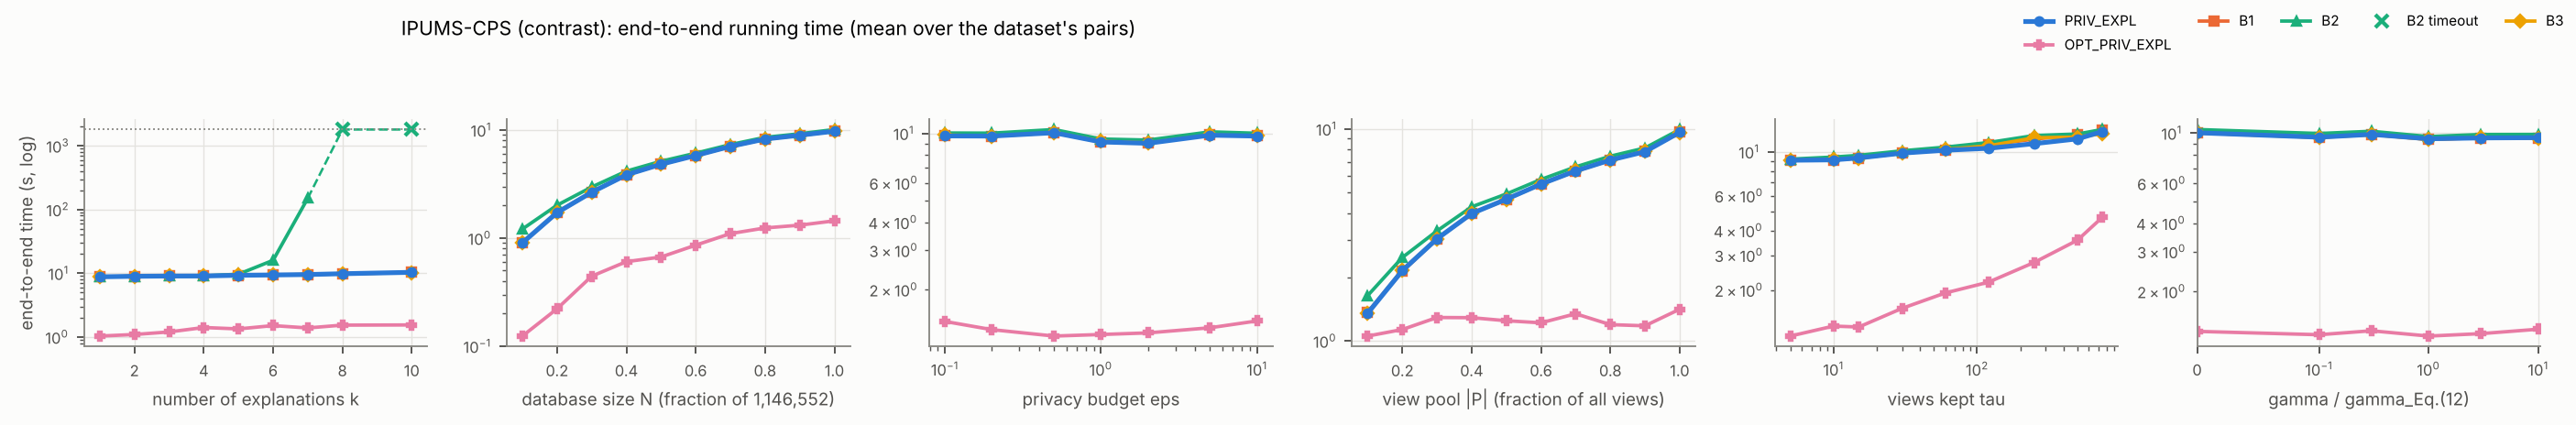 IPUMS-CPS (contrast): end-to-end running time (mean over the dataset's pairs)
PRIV_EXPL
B1
B2
B2 timeout
B3
OPT_PRIV_EXPL
end-to-end time (s, log)
10³
10²
10¹
10⁰
2 4 6 8 10
number of explanations k
10¹
10⁰
10⁻¹
0.2 0.4 0.6 0.8 1.0
database size N (fraction of 1,146,552)
10¹
6 × 10⁰
4 × 10⁰
3 × 10⁰
2 × 10⁰
10⁻¹ 10⁰ 10¹
privacy budget eps
10¹
10⁰
0.2 0.4 0.6 0.8 1.0
view pool |P| (fraction of all views)
10¹
6 × 10⁰
4 × 10⁰
3 × 10⁰
2 × 10⁰
10¹ 10²
views kept tau
10¹
6 × 10⁰
4 × 10⁰
3 × 10⁰
2 × 10⁰
0 10⁻¹ 10⁰ 10¹
gamma / gamma_Eq.(12)